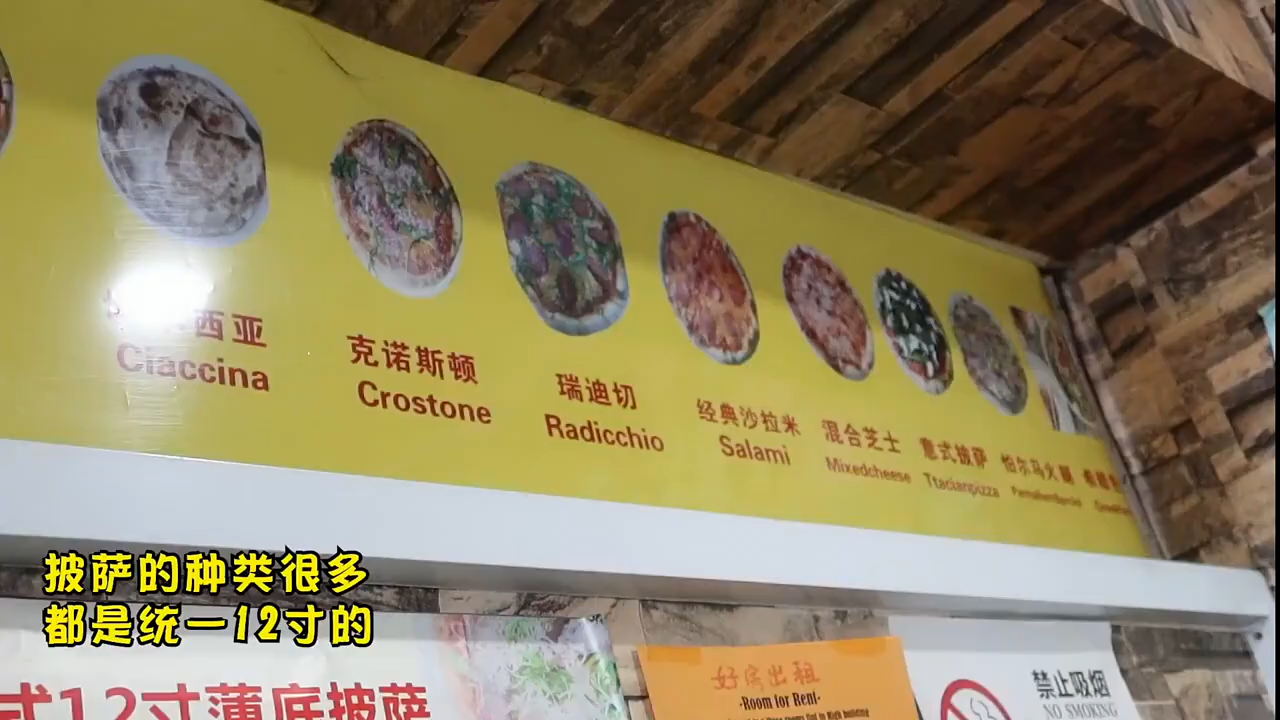 西亚
Ciaccina
克诺斯顿
Crostone
瑞迪切
Radicchio
经典沙拉米
Salami
混合芝士
Mixedcheese
意式披萨
Ttacianpizza
怕尔马火腿
披萨的种类很多
都是统一12寸的
式12寸薄底披萨
好房出租
-Room for Rent-
禁止吸烟
NO SMOKING